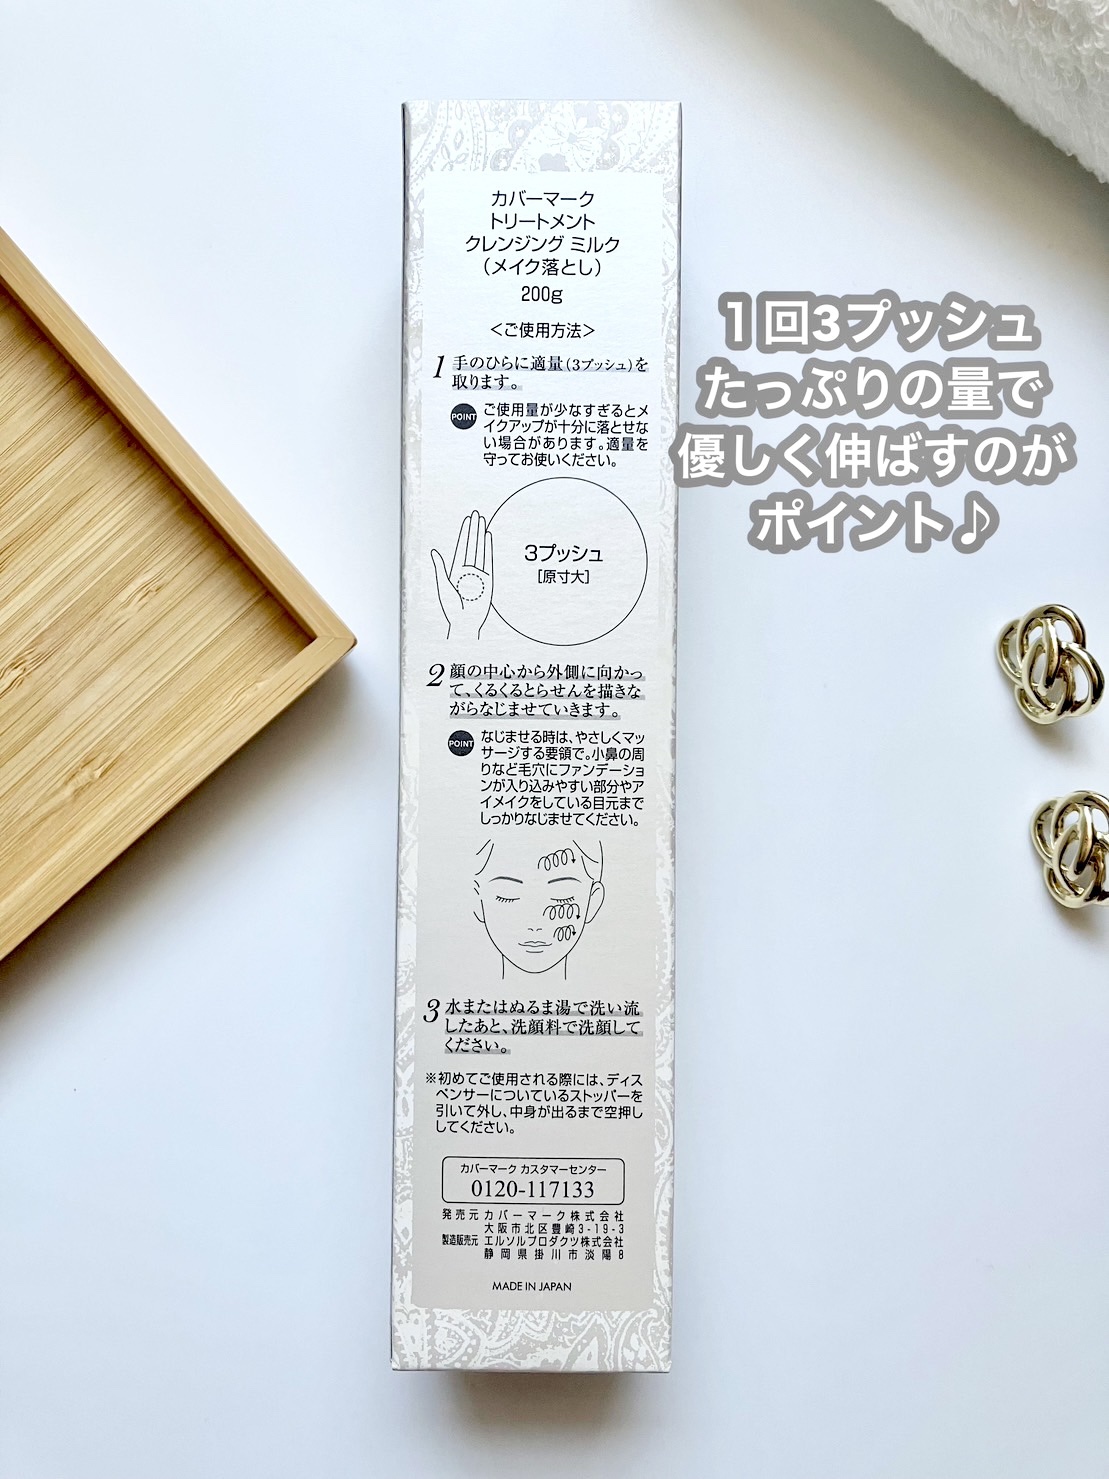 カバーマーク
トリートメント
クレンジング ミルク
(メイク落とし)
200g
<ご使用方法>
1 手のひらに適量(3プッシュ)を
取ります。
POINT ご使用量が少なすぎるとメ
イクアップが十分に落とせな
い場合があります。適量を
守ってお使いください。
3プッシュ
[原寸大]
2 顔の中心から外側に向かっ
て、くるくるとらせんを描きな
がらなじませていきます。
POINT なじませる時は、やさしくマッ
サージする要領で。小鼻の周
りなど毛穴にファンデーショ
ンが入り込みやすい部分やア
イメイクをしている目元まで
しっかりなじませてください。
3 水またはぬるま湯で洗い流
したあと、洗顔料で洗顔して
ください。
※初めてご使用される際には、ディス
ペンサーについているストッパーを
引いて外し、中身が出るまで空押し
してください。
カバーマーク カスタマーセンター
0120-117133
発売元 カバーマーク株式会社
大阪市北区豊崎3-19-3
製造販売元 エルソルプロダクツ株式会社
静岡県掛川市淡陽8
MADE IN JAPAN
1回3プッシュ
たっぷりの量で
優しく伸ばすのが
ポイント♪